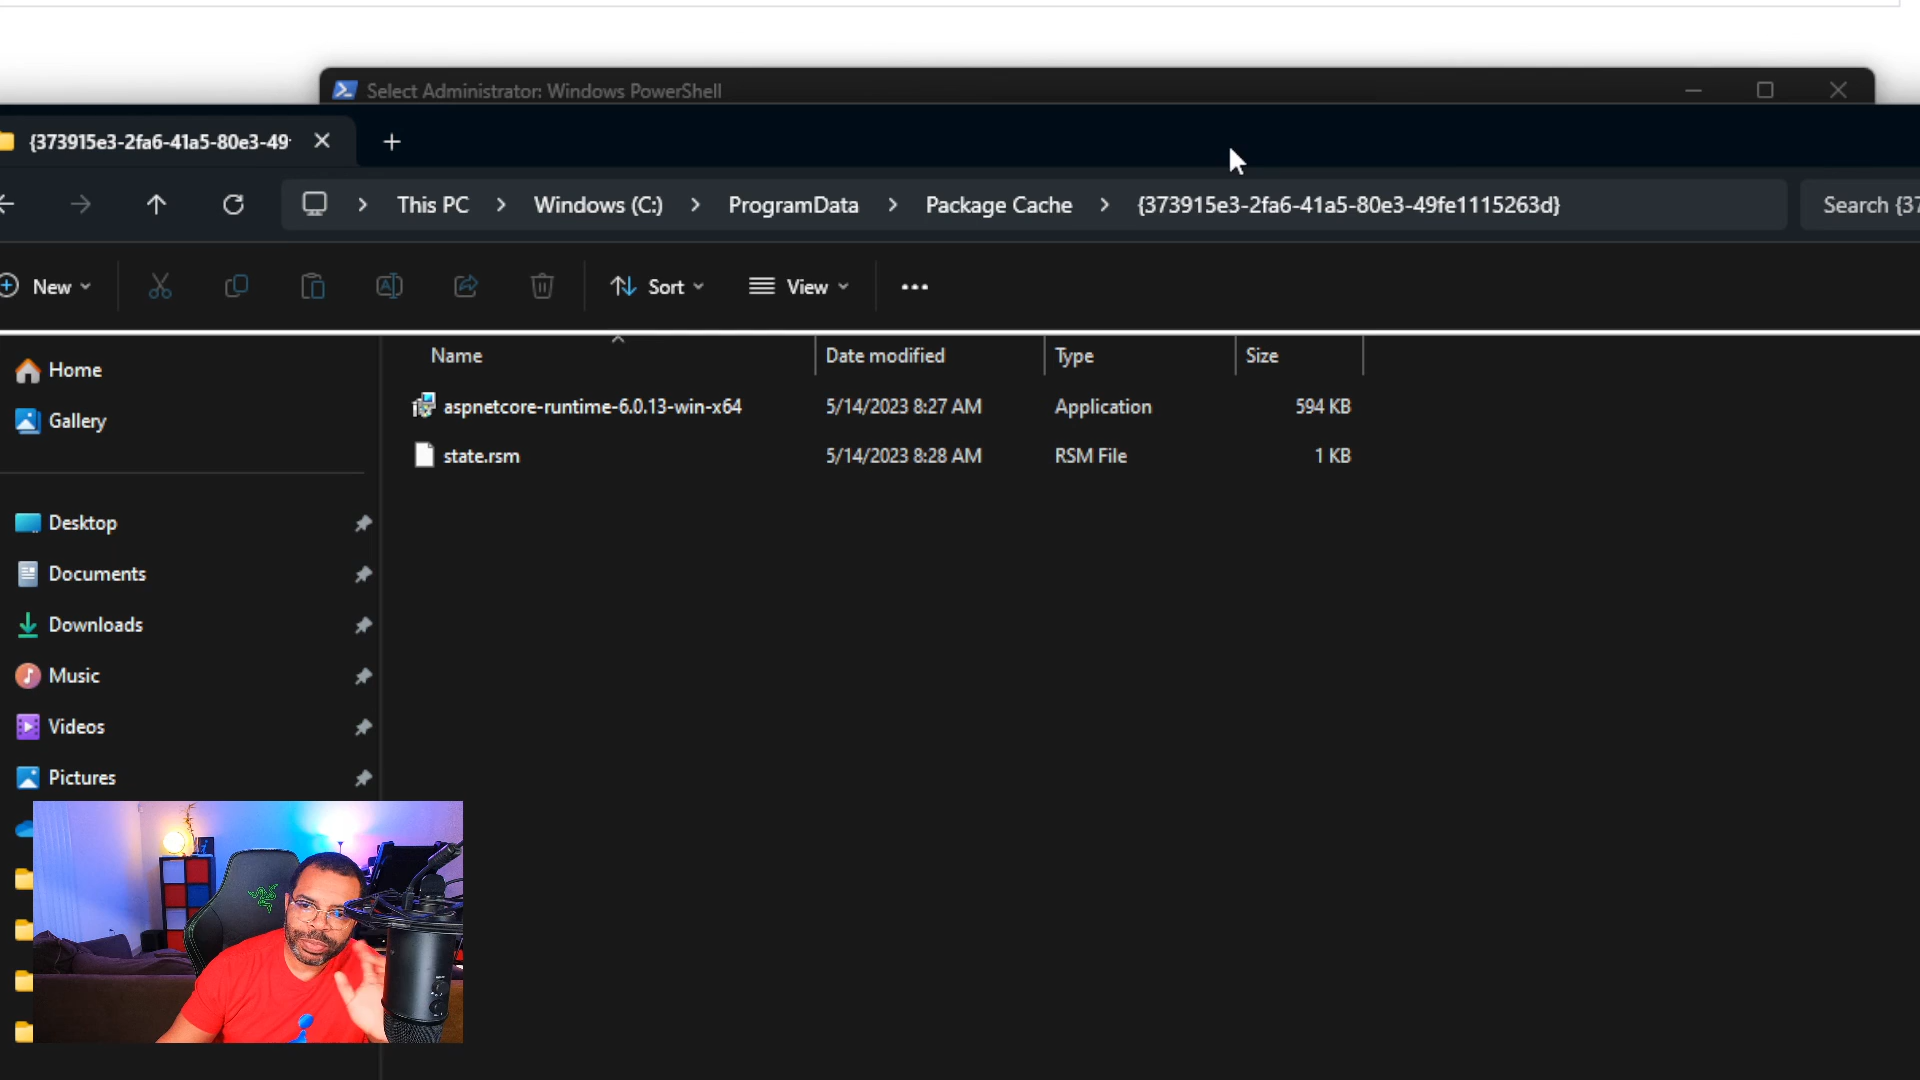 Select Administrator: Windows PowerShell
{373915e3-2fa6-41a5-80e3-49
This PC > Windows (C:) > ProgramData > Package Cache > {373915e3-2fa6-41a5-80e3-49fe1115263d}
Search {37
New Sort View
Name Date modified Type Size
aspnetcore-runtime-6.0.13-win-x64 5/14/2023 8:27 AM Application 594 KB
state.rsm 5/14/2023 8:28 AM RSM File 1 KB
Home
Gallery
Desktop
Documents
Downloads
Music
Videos
Pictures